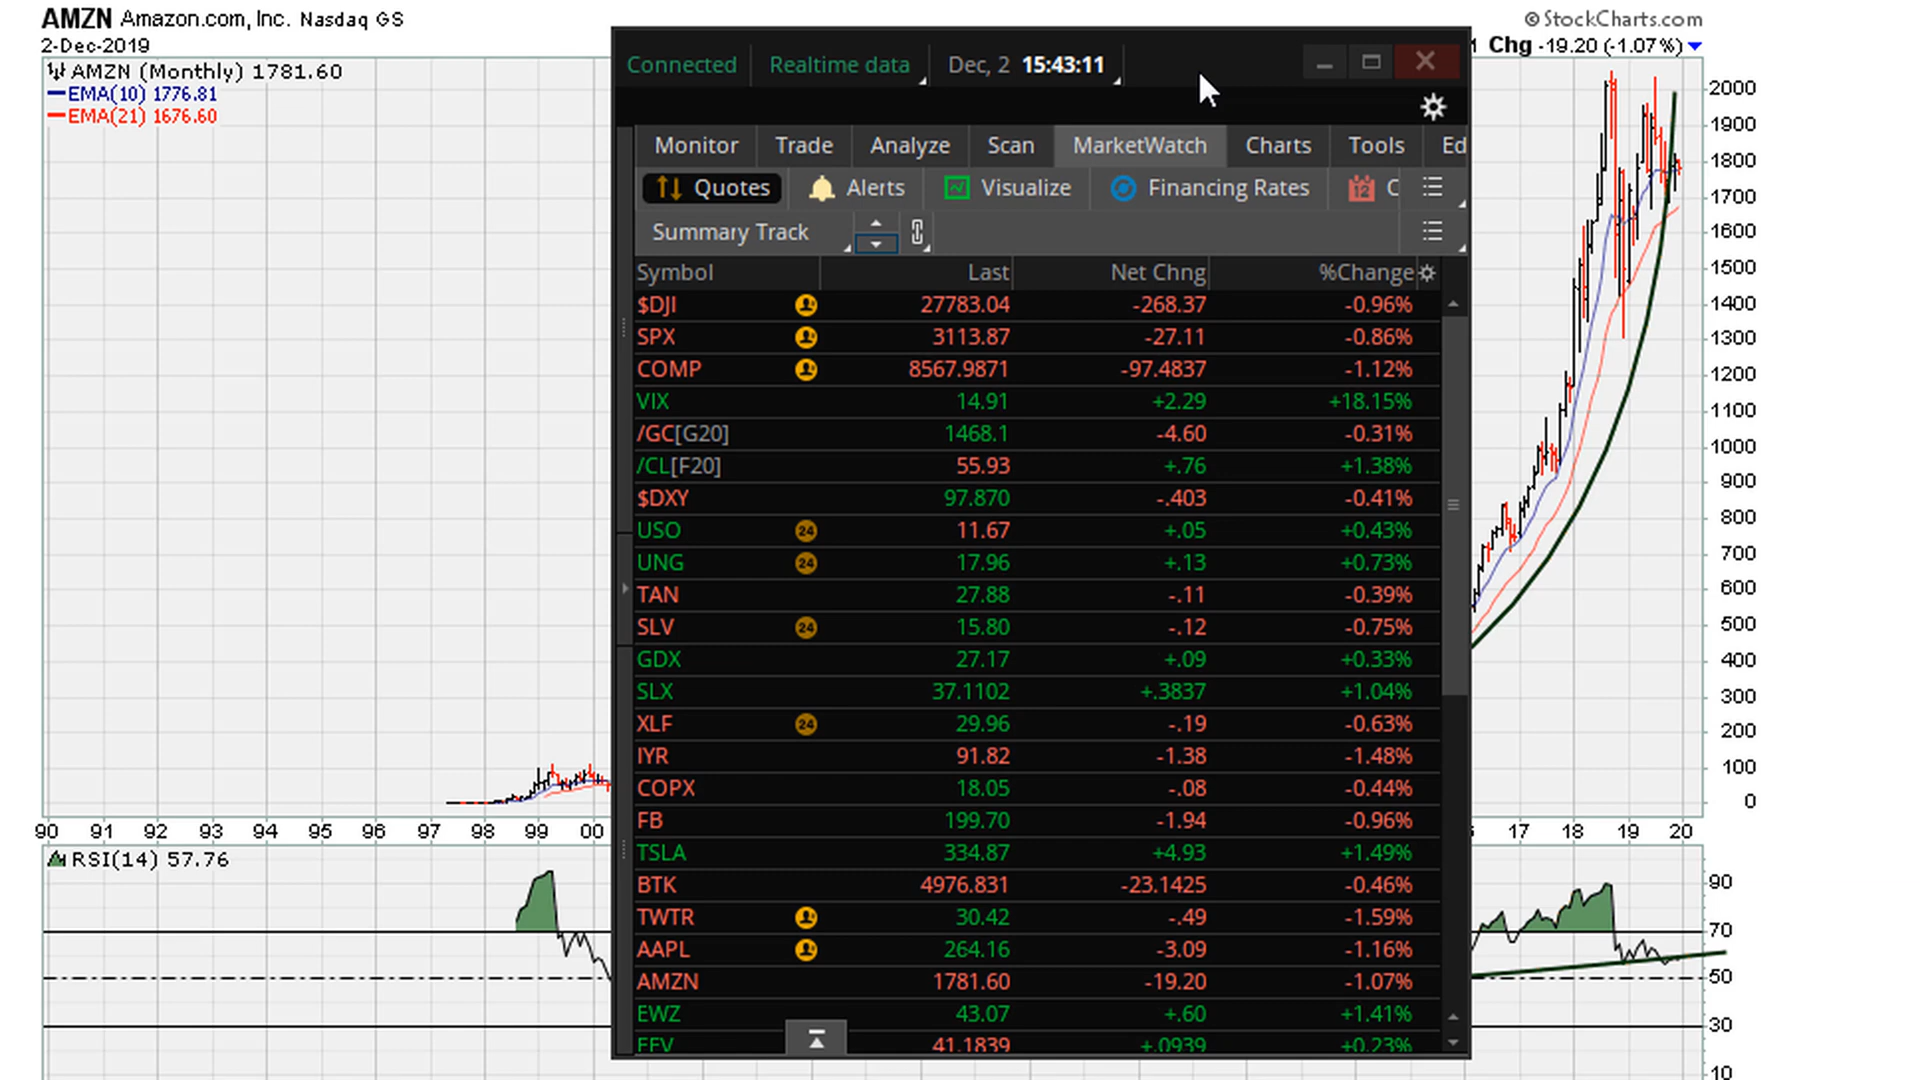 AMZN Amazon.com, Inc. Nasdaq GS
© StockCharts.com
2-Dec-2019
Chg -19.20 (-1.07%)
AMZN (Monthly) 1781.60
EMA(10) 1776.81
EMA(21) 1676.60
Connected Realtime data Dec, 2 15:43:11
Monitor Trade Analyze Scan MarketWatch Charts Tools Ed
Quotes Alerts Visualize Financing Rates 12 C
Summary Track
Symbol Last Net Chng %Change
$DJI 27783.04 -268.37 -0.96%
SPX 3113.87 -27.11 -0.86%
COMP 8567.9871 -97.4837 -1.12%
VIX 14.91 +2.29 +18.15%
/GC[G20] 1468.1 -4.60 -0.31%
/CL[F20] 55.93 +.76 +1.38%
$DXY 97.870 -.403 -0.41%
USO 24 11.67 +.05 +0.43%
UNG 24 17.96 +.13 +0.73%
TAN 27.88 -.11 -0.39%
SLV 24 15.80 -.12 -0.75%
GDX 27.17 +.09 +0.33%
SLX 37.1102 +.3837 +1.04%
XLF 24 29.96 -.19 -0.63%
IYR 91.82 -1.38 -1.48%
COPX 18.05 -.08 -0.44%
FB 199.70 -1.94 -0.96%
TSLA 334.87 +4.93 +1.49%
BTK 4976.831 -23.1425 -0.46%
TWTR 30.42 -.49 -1.59%
AAPL 264.16 -3.09 -1.16%
AMZN 1781.60 -19.20 -1.07%
EWZ 43.07 +.60 +1.41%
41.1839 +.0939 +0.23%
2000
1900
1800
1700
1600
1500
1400
1300
1200
1100
1000
900
800
700
600
500
400
300
200
100
0
90 91 92 93 94 95 96 97 98 99 00 17 18 19 20
RSI(14) 57.76
90
70
50
30
10